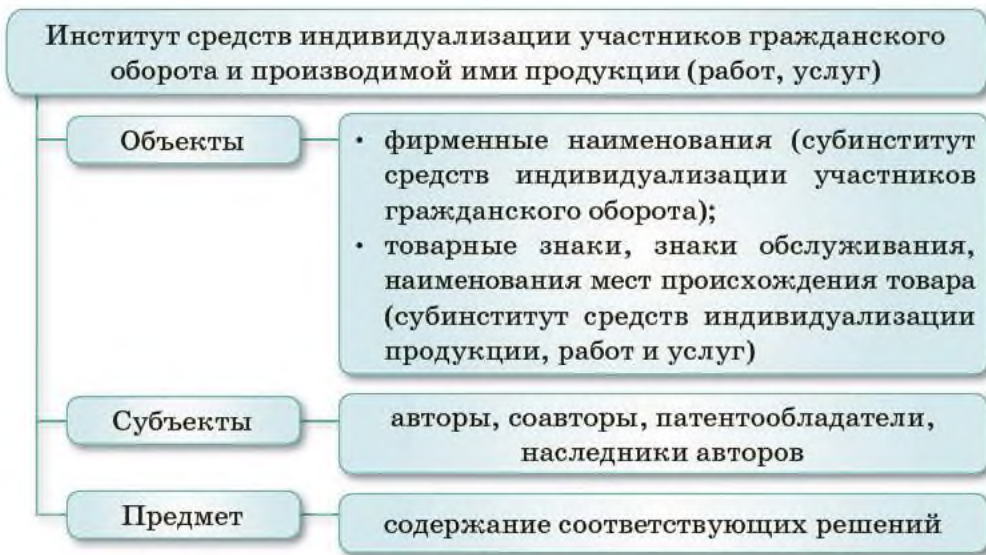 Институт средств индивидуализации участников гражданского
оборота и производимой ими продукции (работ, услуг)
Объекты
• фирменные наименования (субинститут
средств индивидуализации участников
гражданского оборота);
• товарные знаки, знаки обслуживания,
наименования мест происхождения товара
(субинститут средств индивидуализации
продукции, работ и услуг)
Субъекты
авторы, соавторы, патентообладатели,
наследники авторов
Предмет
содержание соответствующих решений